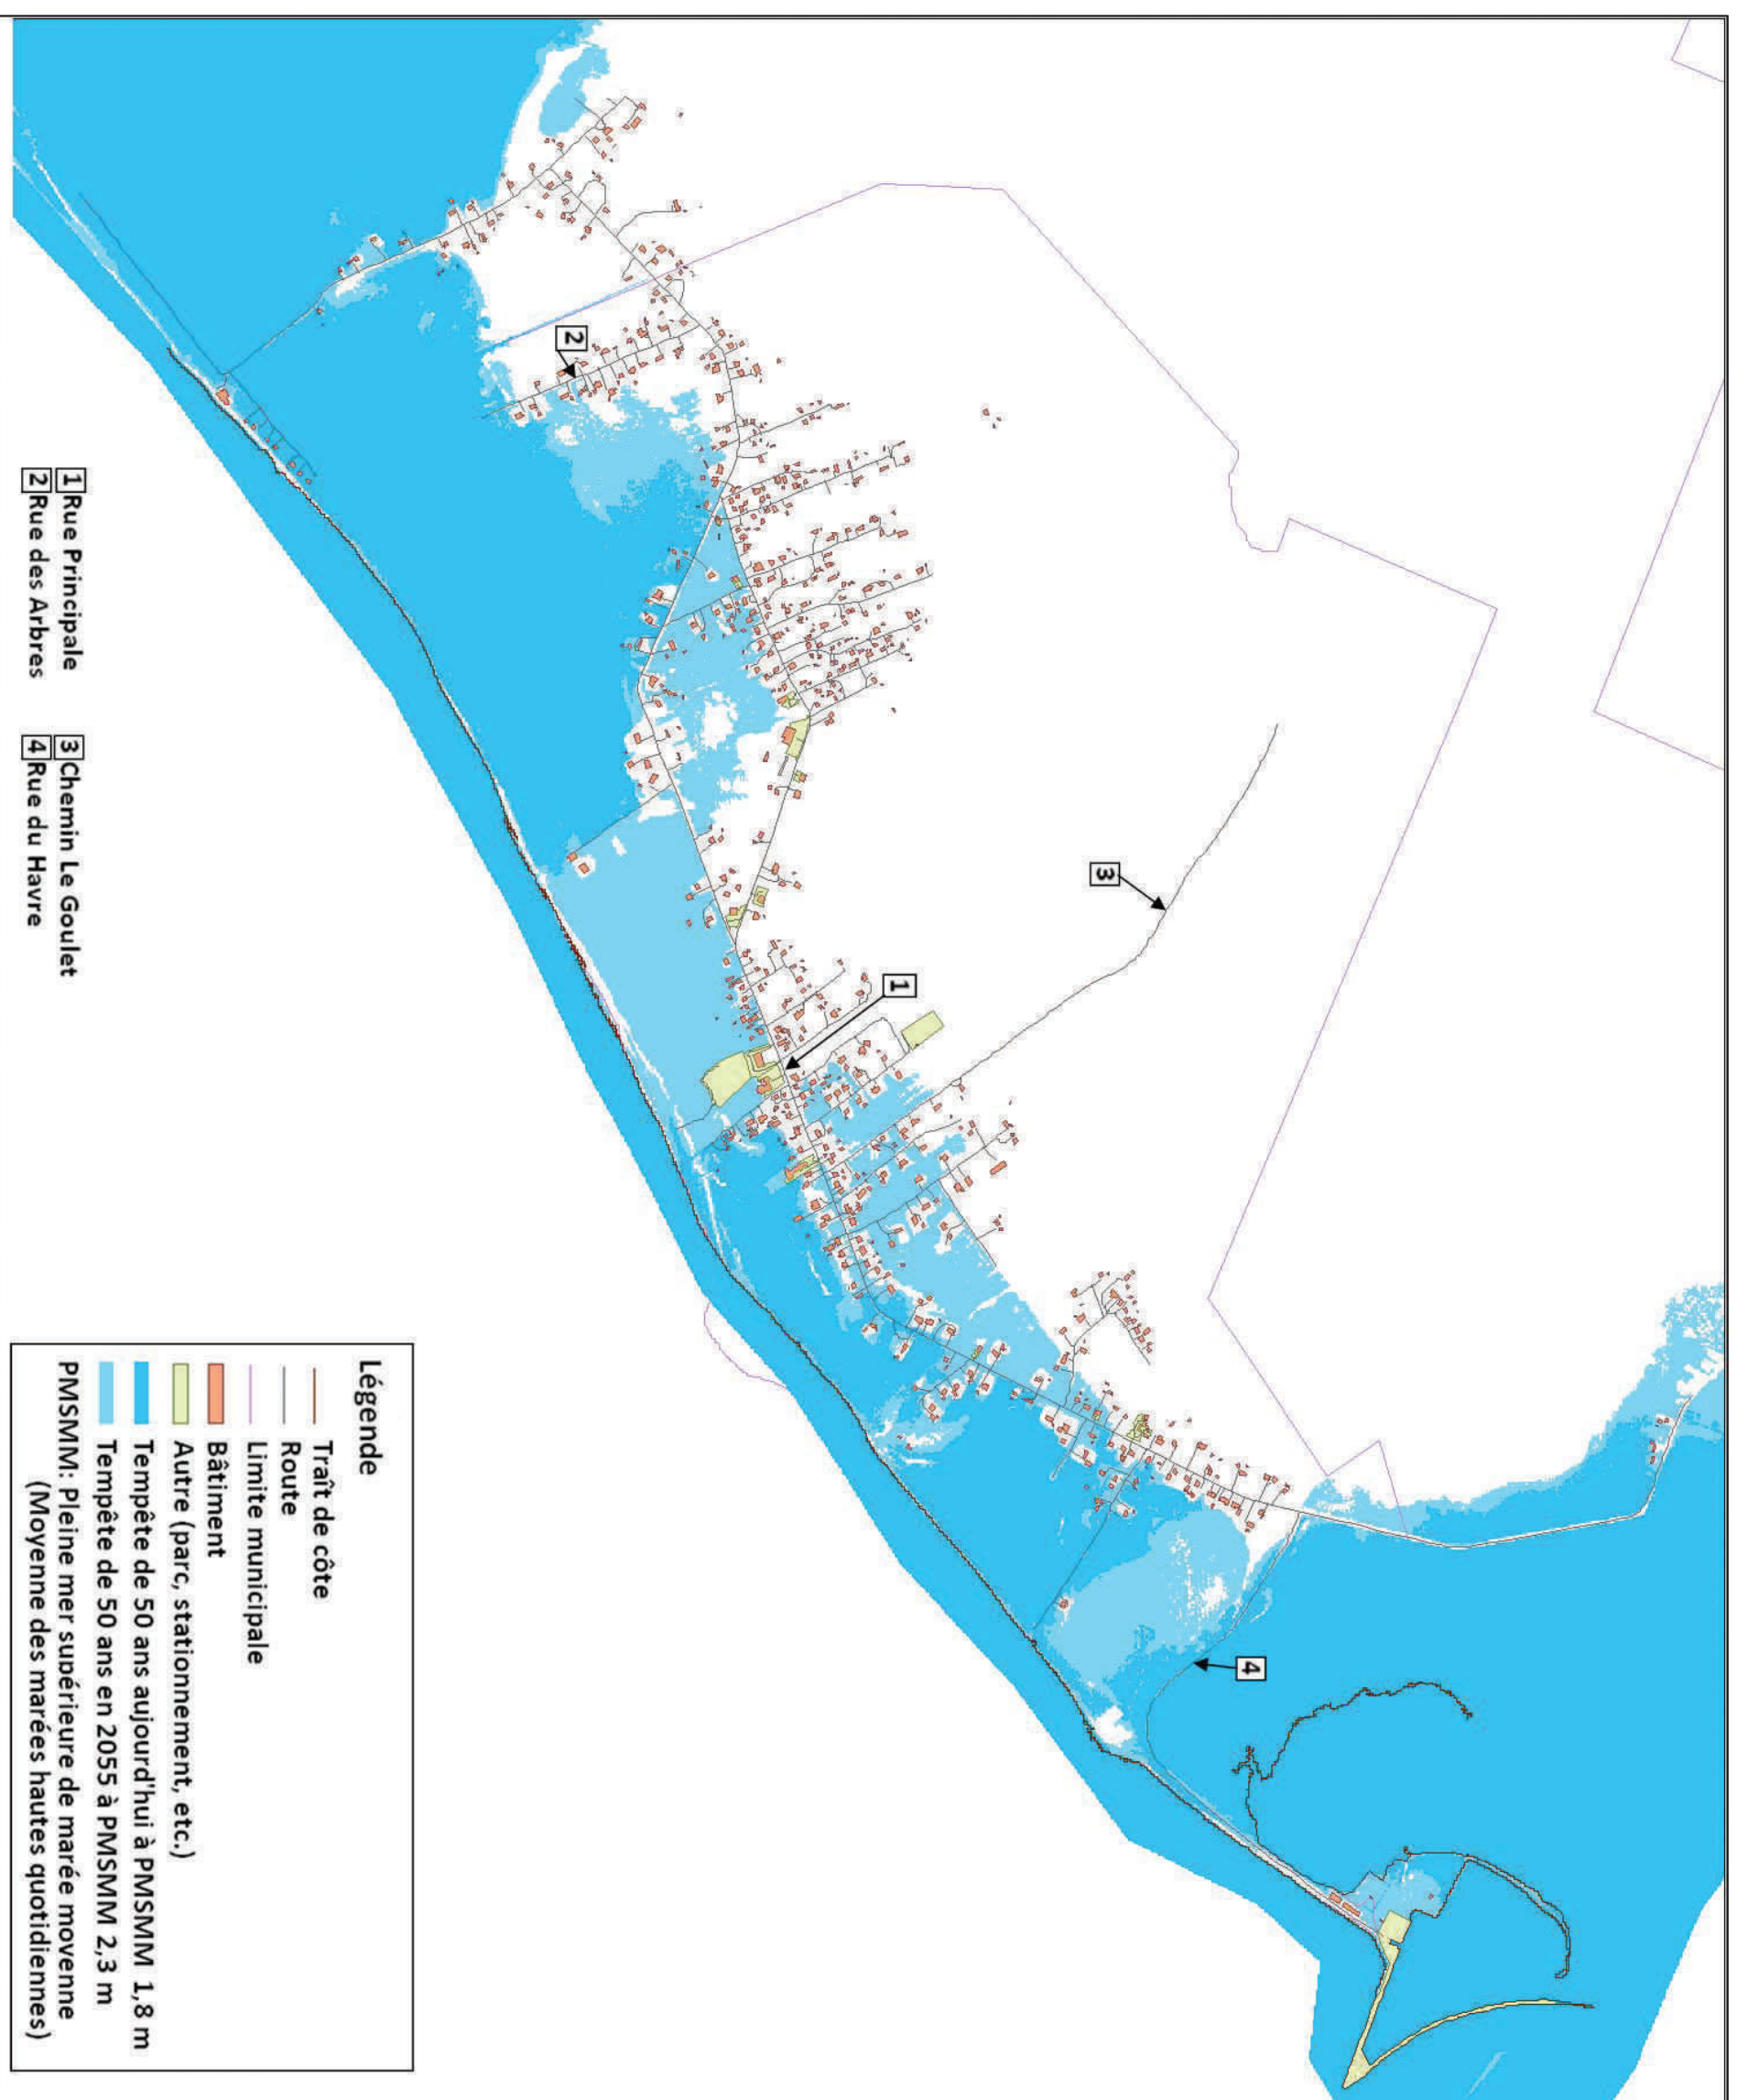 1
2
3
4
1 Rue Principale
2 Rue des Arbres
3 Chemin Le Goulet
4 Rue du Havre
Légende
Traît de côte
Route
Limite municipale
Bâtiment
Autre (parc, stationnement, etc.)
Tempête de 50 ans aujourd'hui à PMSMM 1,8 m
Tempête de 50 ans en 2055 à PMSMM 2,3 m
PMSMM: Pleine mer supérieure de marée moyenne
(Moyenne des marées hautes quotidiennes)